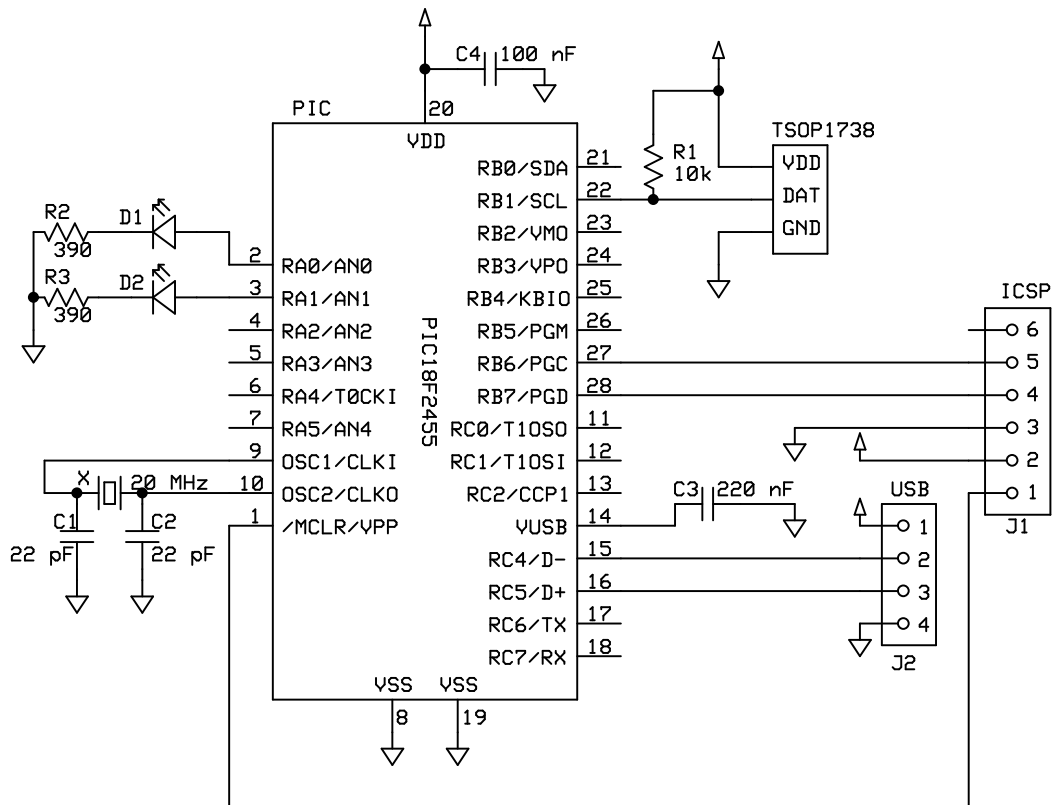 C4 100 nF
20
PIC
VDD
TSOP1738
VDD
DAT
GND
R1
10k
R2
390
D1
R3
390
D2
2 RA0/AN0
3 RA1/AN1
4 RA2/AN2
5 RA3/AN3
6 RA4/T0CKI
7 RA5/AN4
9 OSC1/CLKI
10 OSC2/CLKO
1 /MCLR/VPP
X 20 MHz
C1
22 pF
C2
22 pF
PIC18F2455
RB0/SDA 21
RB1/SCL 22
RB2/VMO 23
RB3/VPO 24
RB4/KBI0 25
RB5/PGM 26
RB6/PGC 27
RB7/PGD 28
RC0/T1OSO 11
RC1/T1OSI 12
RC2/CCP1 13
VUSB 14
RC4/D- 15
RC5/D+ 16
RC6/TX 17
RC7/RX 18
C3 220 nF
VSS VSS
8 19
ICSP
6
5
4
3
2
1
J1
USB
1
2
3
4
J2